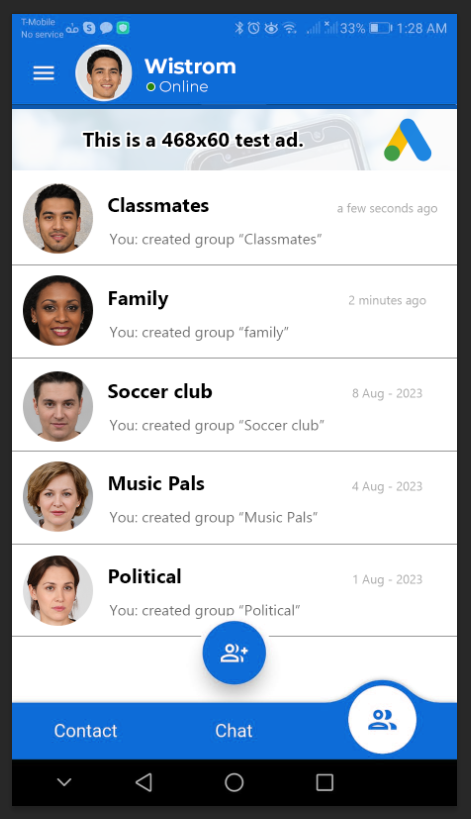 T-Mobile
No service
33% 1:28 AM
Wistrom
Online
This is a 468x60 test ad.
Classmates
a few seconds ago
You: created group “Classmates”
Family
2 minutes ago
You: created group “family”
Soccer club
8 Aug - 2023
You: created group “Soccer club”
Music Pals
4 Aug - 2023
You: created group “Music Pals”
Political
1 Aug - 2023
You: created group “Political”
Contact
Chat